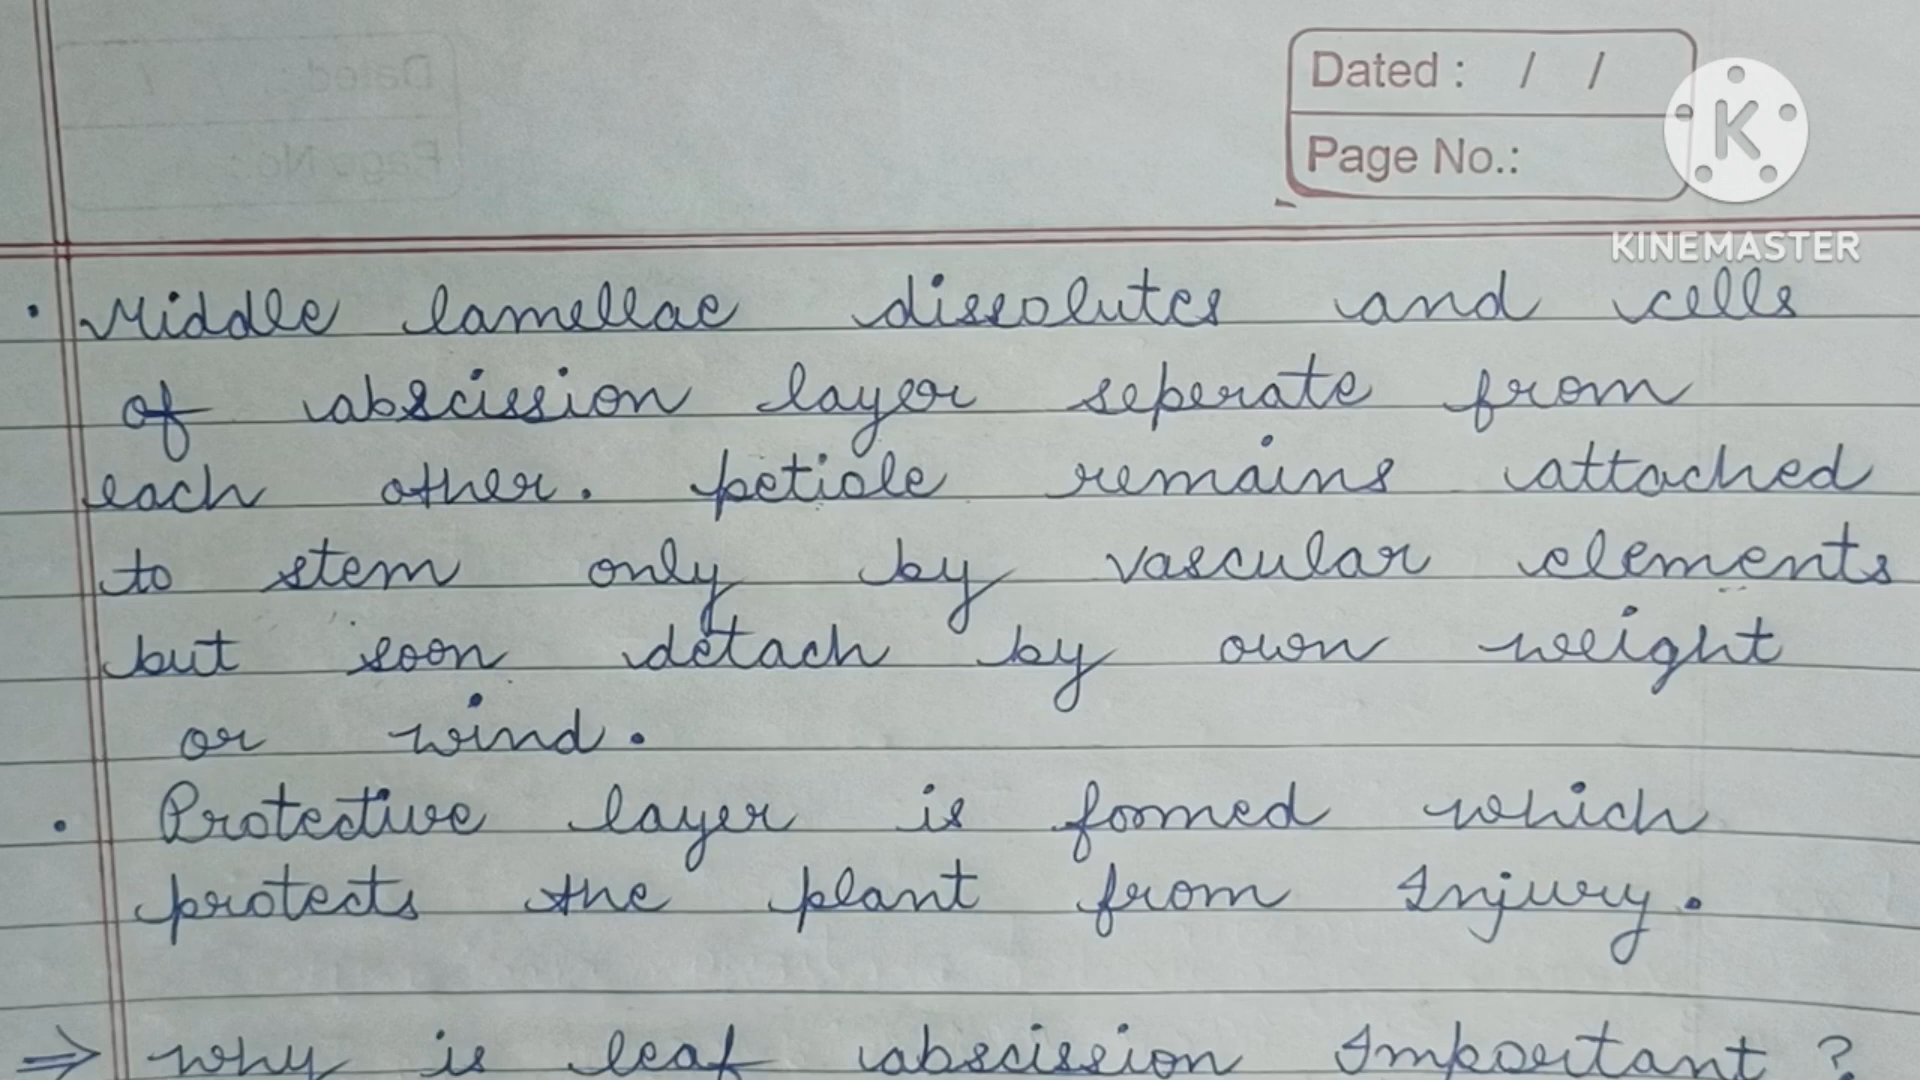 Dated : / /
Page No.:
K
KINEMASTER
• Middle lamellae dissolutes and cells
of abscission layer seperate from
each other. petiole remains attached
to stem only by vascular elements
but soon detach by own weight
or wind.
• Protective layer is formed which
protects the plant from Injury.
⇒ why is leaf abscission Important?